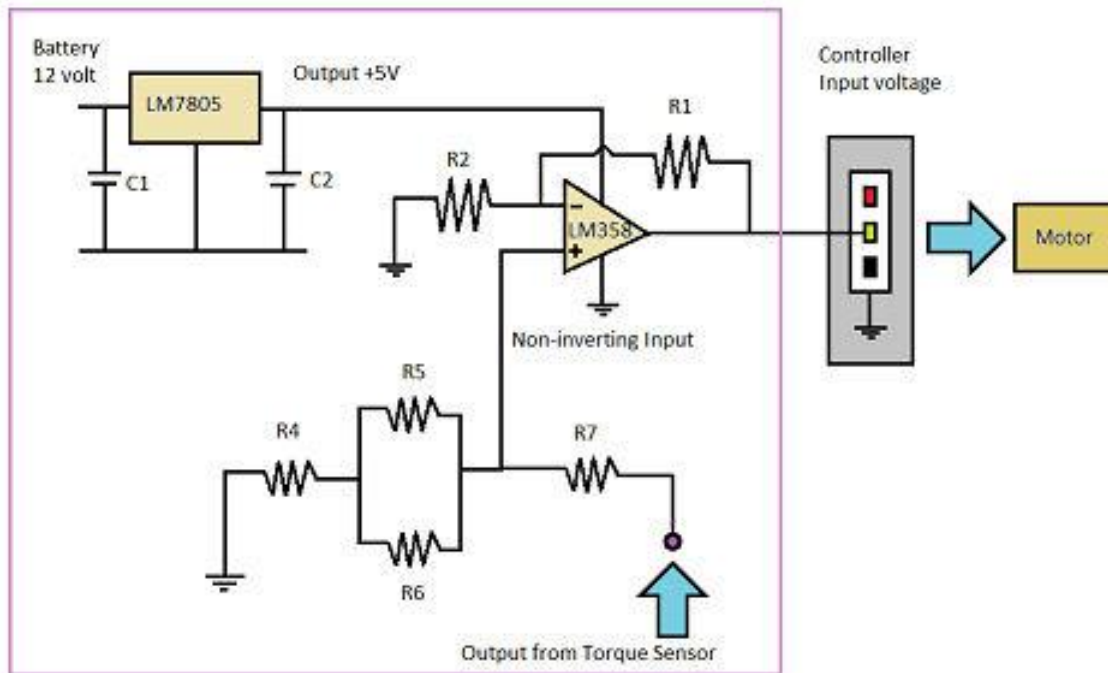 Battery
12 volt
LM7805
Output +5V
C1
C2
R2
R1
LM358
Non-inverting Input
Controller
Input voltage
Motor
R5
R4
R7
R6
Output from Torque Sensor